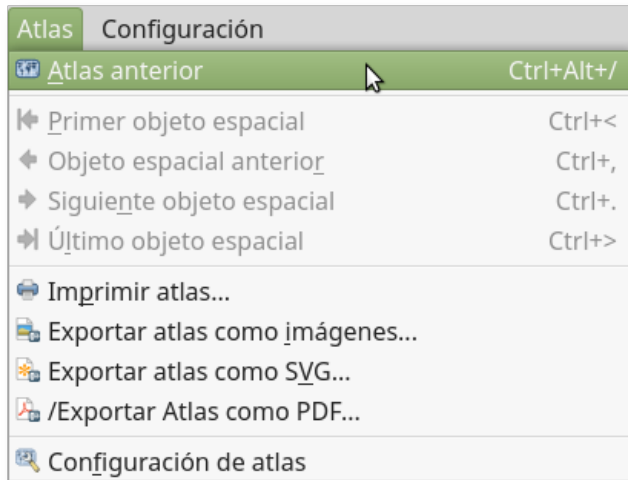 Atlas Configuración
Atlas anterior Ctrl+Alt+/
Primer objeto espacial Ctrl+<
Objeto espacial anterior Ctrl+,
Siguiente objeto espacial Ctrl+.
Último objeto espacial Ctrl+>
Imprimir atlas...
Exportar atlas como imágenes...
Exportar atlas como SVG...
/Exportar Atlas como PDF...
Configuración de atlas